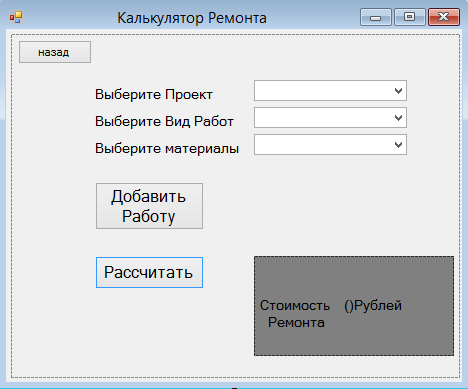 Калькулятор Ремонта
назад
Выберите Проект
Выберите Вид Работ
Выберите материалы
Добавить
Работу
Рассчитать
Стоимость ()Рублей
Ремонта